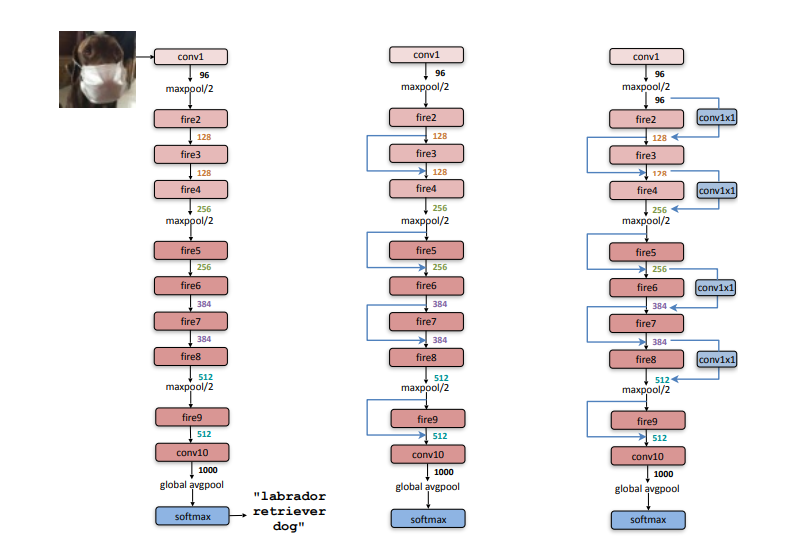 conv1
96
maxpool/2
fire2
128
fire3
128
fire4
256
maxpool/2
fire5
256
fire6
384
fire7
384
fire8
512
maxpool/2
fire9
512
conv10
1000
global avgpool
softmax
"labrador
retriever
dog"
conv1
96
maxpool/2
fire2
128
fire3
128
fire4
256
maxpool/2
fire5
256
fire6
384
fire7
384
fire8
512
maxpool/2
fire9
512
conv10
1000
global avgpool
softmax
conv1
96
maxpool/2
96
conv1x1
fire2
128
fire3
128
conv1x1
fire4
256
maxpool/2
fire5
256
conv1x1
fire6
384
fire7
384
conv1x1
fire8
512
maxpool/2
fire9
512
conv10
1000
global avgpool
softmax